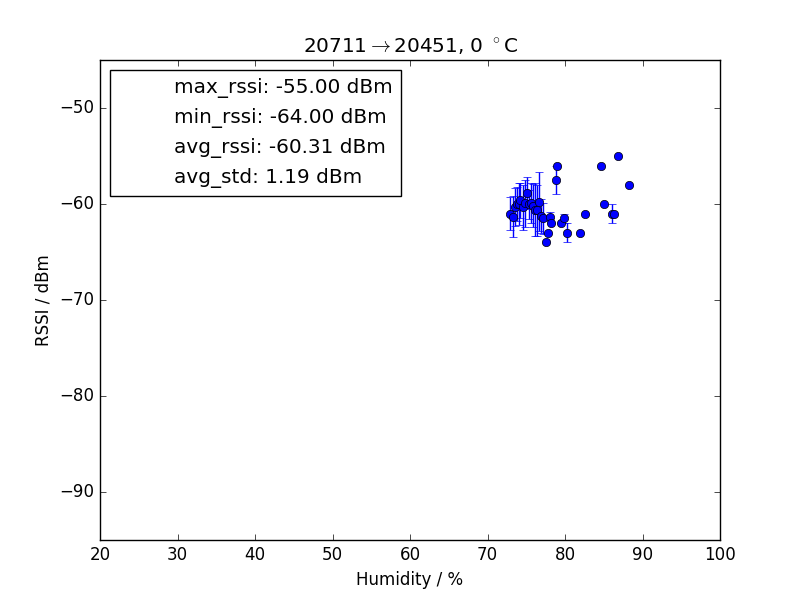 20711→20451, 0 °C
max_rssi: -55.00 dBm
min_rssi: -64.00 dBm
avg_rssi: -60.31 dBm
avg_std: 1.19 dBm
RSSI / dBm
−50
−60
−70
−80
−90
20 30 40 50 60 70 80 90 100
Humidity / %